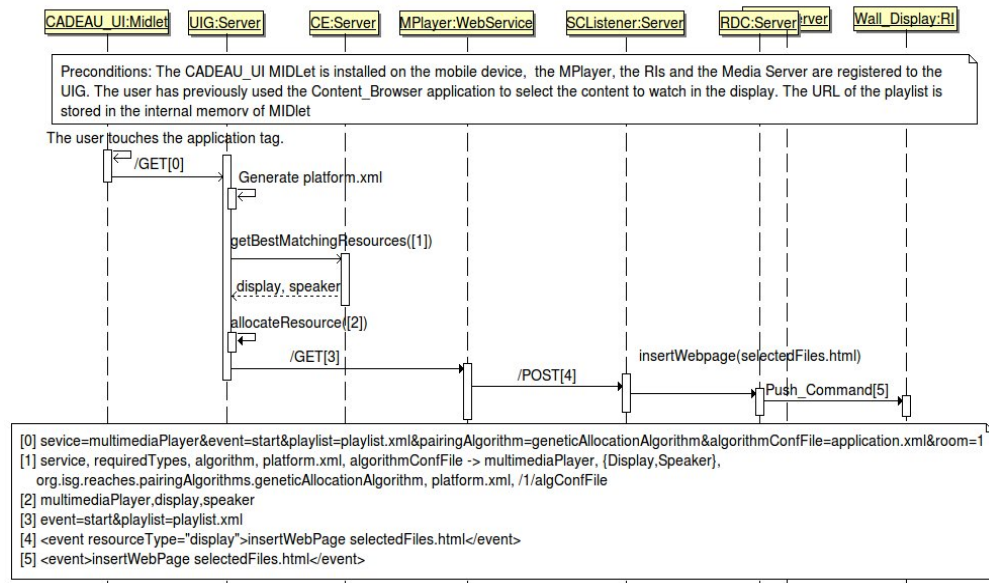 CADEAU_UI:Midlet UIG:Server CE:Server MPlayer:WebService SCListener:Server RDC:Server erver Wall_Display:RI
Preconditions: The CADEAU_UI MIDLet is installed on the mobile device, the MPlayer, the RIs and the Media Server are registered to the
UIG. The user has previously used the Content_Browser application to select the content to watch in the display. The URL of the playlist is
stored in the internal memory of MIDlet
The user touches the application tag.
/GET[0]
Generate platform.xml
getBestMatchingResources([1])
display, speaker
allocateResource([2])
/GET[3]
insertWebpage(selectedFiles.html)
/POST[4]
Push_Command[5]
[0] sevice=multimediaPlayer&event=start&playlist=playlist.xml&pairingAlgorithm=geneticAllocationAlgorithm&algorithmConfFile=application.xml&room=1
[1] service, requiredTypes, algorithm, platform.xml, algorithmConfFile -> multimediaPlayer, {Display,Speaker},
org.isg.reaches.pairingAlgorithms.geneticAllocationAlgorithm, platform.xml, /1/algConfFile
[2] multimediaPlayer,display,speaker
[3] event=start&playlist=playlist.xml
[4] <event resourceType="display">insertWebPage selectedFiles.html</event>
[5] <event>insertWebPage selectedFiles.html</event>